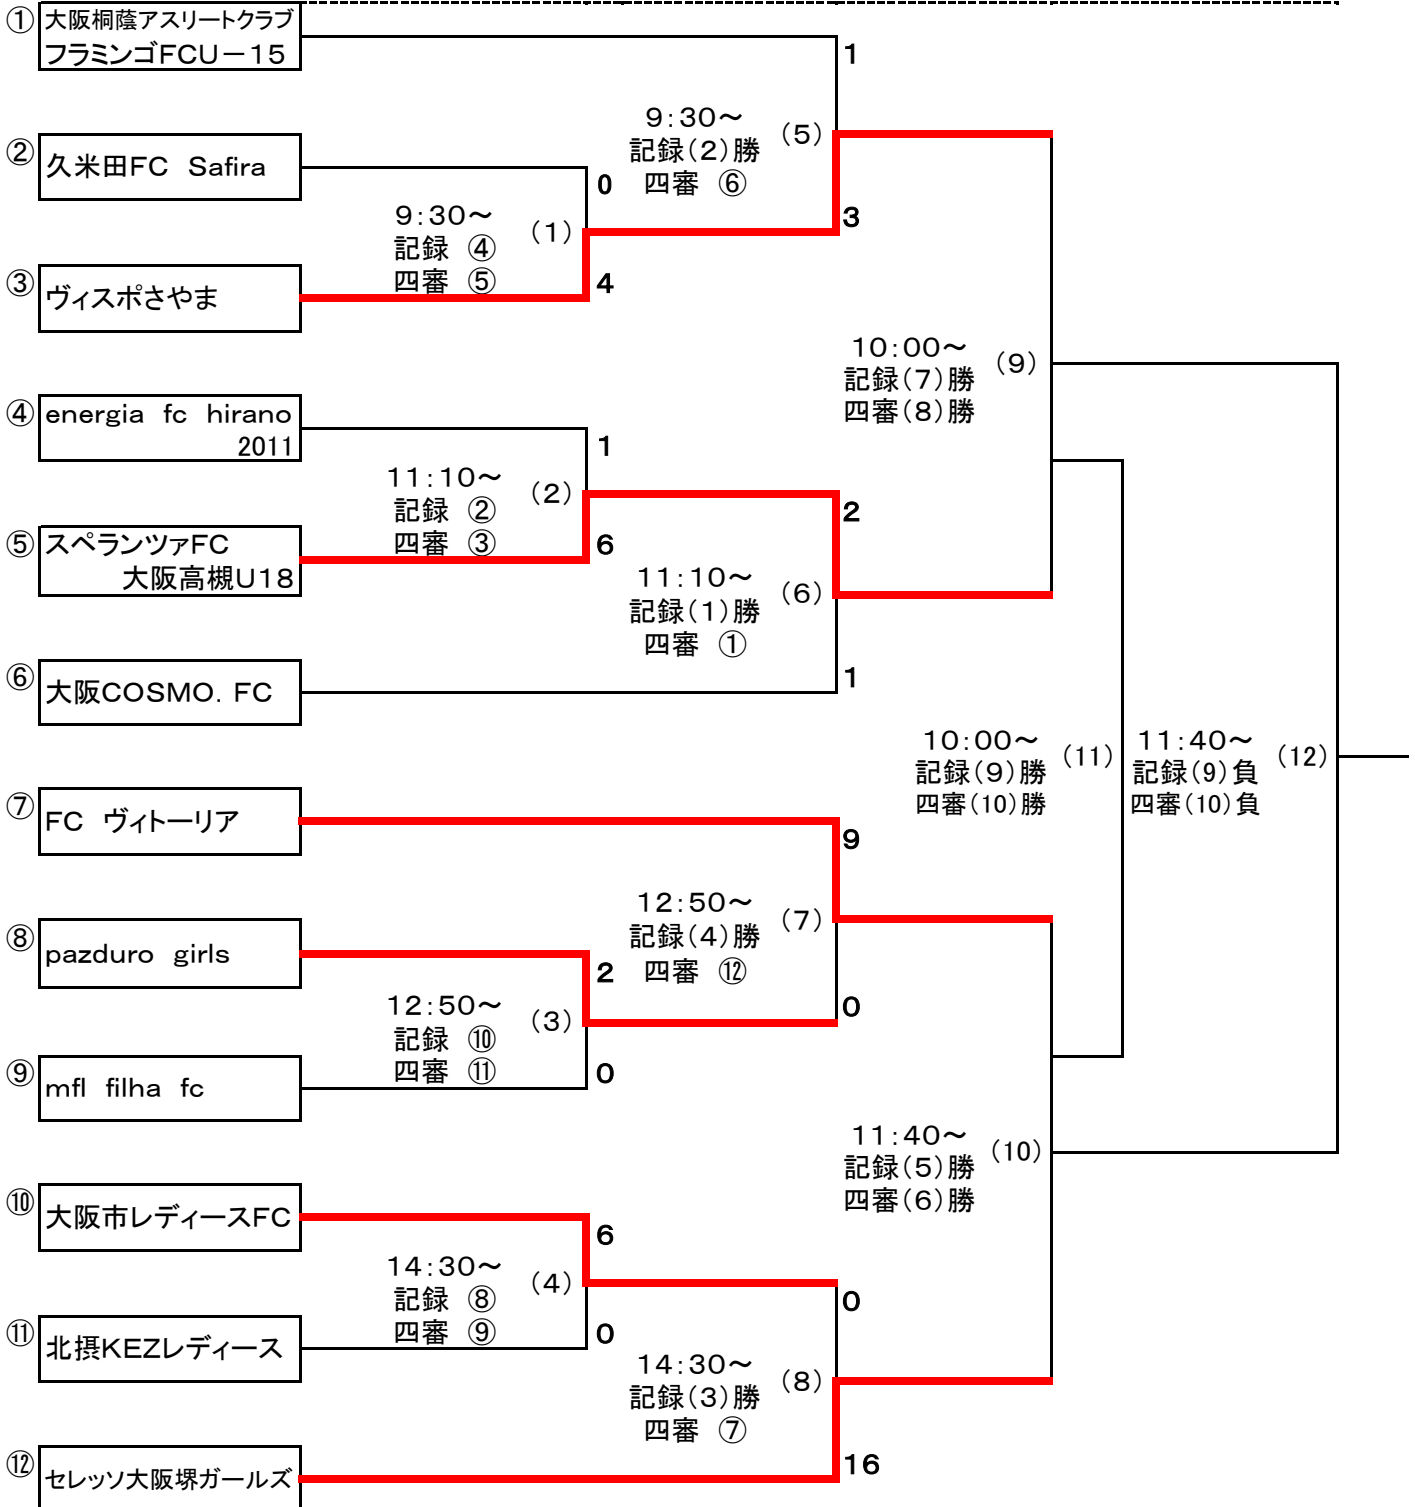 ① 大阪桐蔭アスリートクラブ
フラミンゴFCU－15
1
9:30～
記録(2)勝
四審 ⑥
(5)
② 久米田FC Safira
0
3
9:30～
記録 ④
四審 ⑤
(1)
③ ヴィスポさやま
4
10:00～
記録(7)勝
四審(8)勝
(9)
④ energia fc hirano
2011
1
11:10～
記録 ②
四審 ③
(2)
2
⑤ スペランツァFC
大阪高槻U18
6
11:10～
記録(1)勝
四審 ①
(6)
⑥ 大阪COSMO. FC
1
10:00～
記録(9)勝
四審(10)勝
(11)
11:40～
記録(9)負
四審(10)負
(12)
⑦ FC ヴィトーリア
9
12:50～
記録(4)勝
四審 ⑫
(7)
⑧ pazduro girls
2
0
12:50～
記録 ⑩
四審 ⑪
(3)
⑨ mfl filha fc
0
11:40～
記録(5)勝
四審(6)勝
(10)
⑩ 大阪市レディースFC
6
14:30～
記録 ⑧
四審 ⑨
(4)
0
⑪ 北摂KEZレディース
0
14:30～
記録(3)勝
四審 ⑦
(8)
⑫ セレッソ大阪堺ガールズ
16